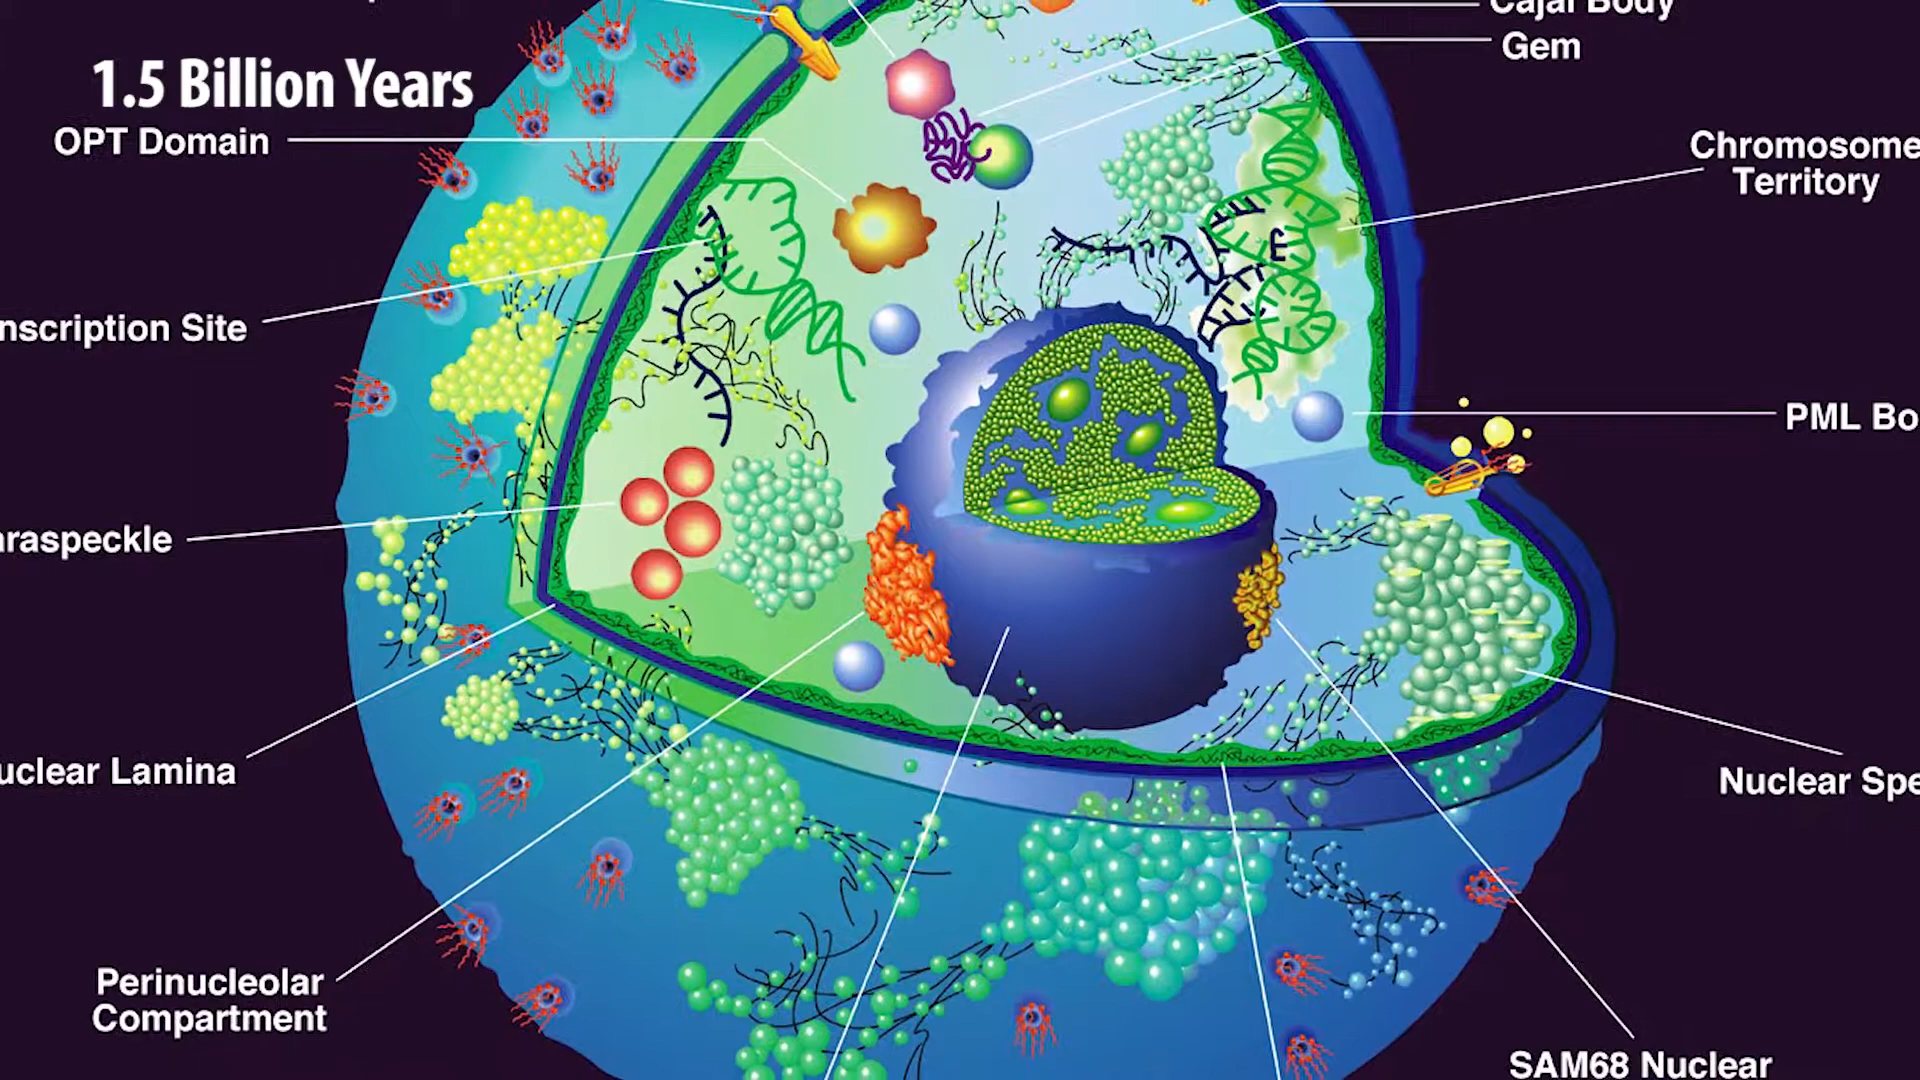 Cajal Body
Gem
1.5 Billion Years
OPT Domain
Chromosome
Territory
nscription Site
PML Bo
araspeckle
uclear Lamina
Nuclear Spe
Perinucleolar
Compartment
SAM68 Nuclear